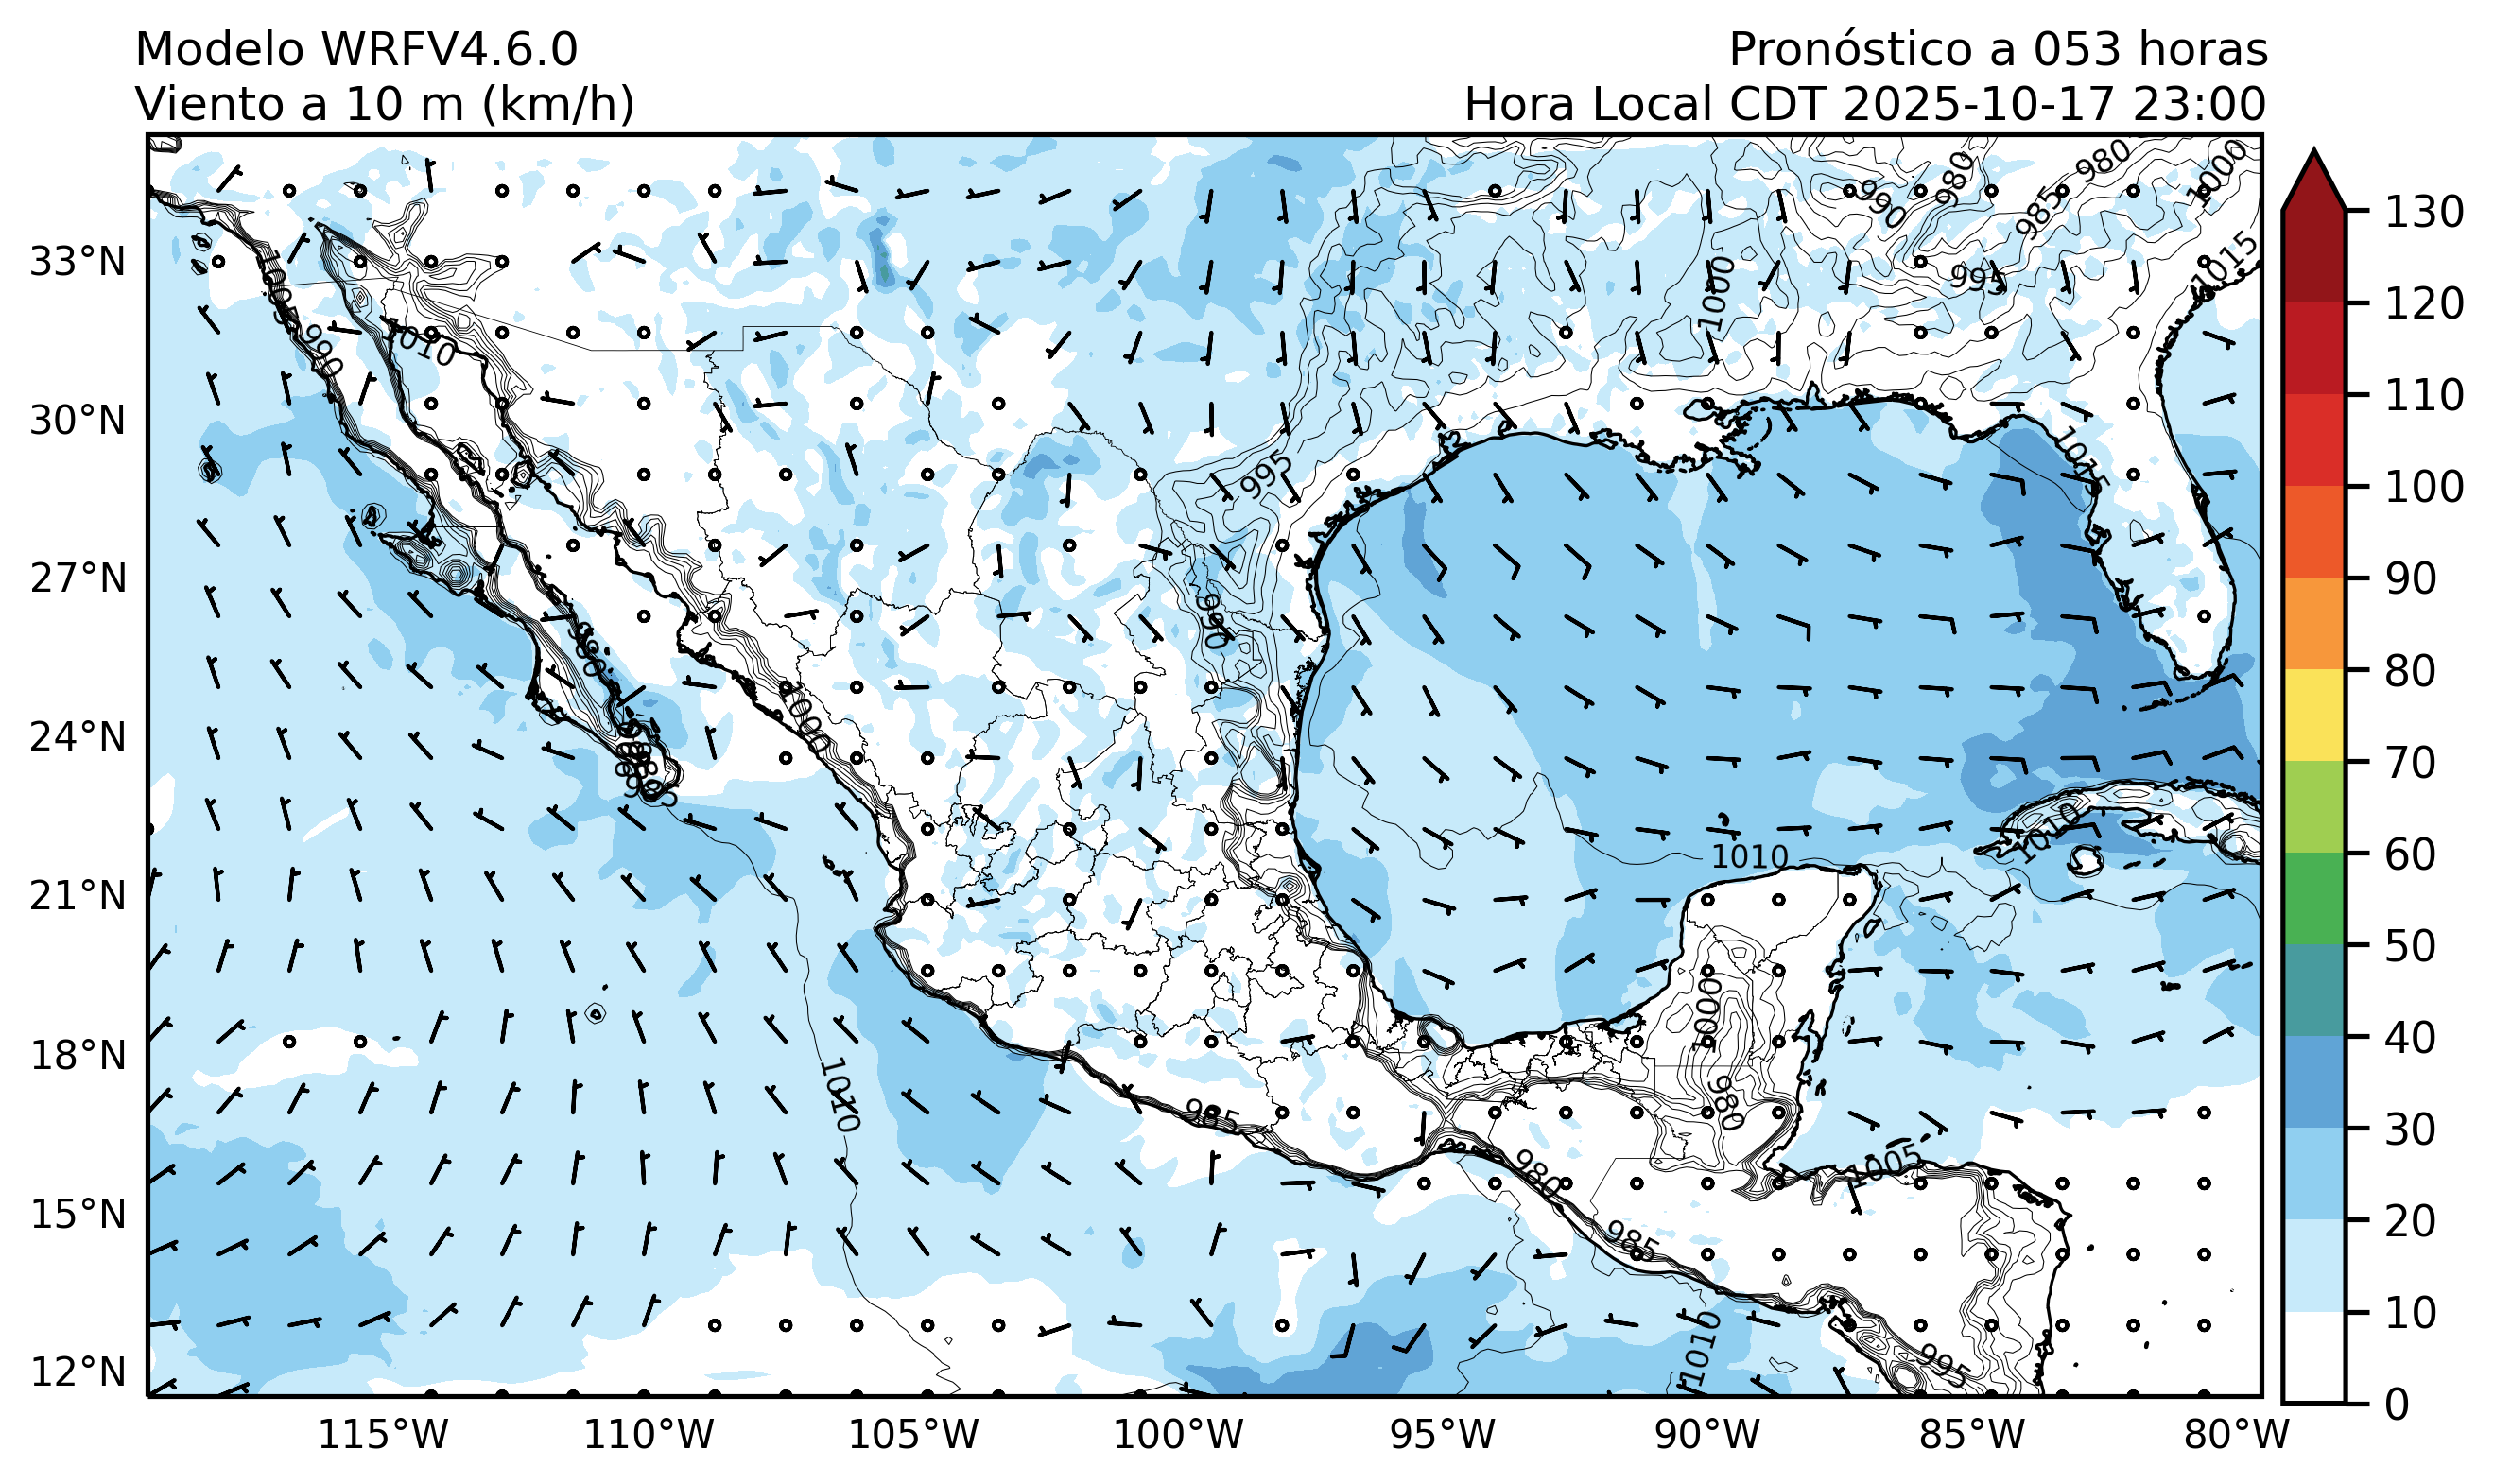 Modelo WRFV4.6.0
Viento a 10 m (km/h)
Pronóstico a 053 horas
Hora Local CDT 2025-10-17 23:00
33°N
30°N
27°N
24°N
21°N
18°N
15°N
12°N
115°W
110°W
105°W
100°W
95°W
90°W
85°W
80°W
130
120
110
100
90
80
70
60
50
40
30
20
10
0
980
980
1000
990
985
1015
995
1000
1010
995
1015
990
1000
1010
1010
1010
1000
980
985
980
985
1005
1010
995